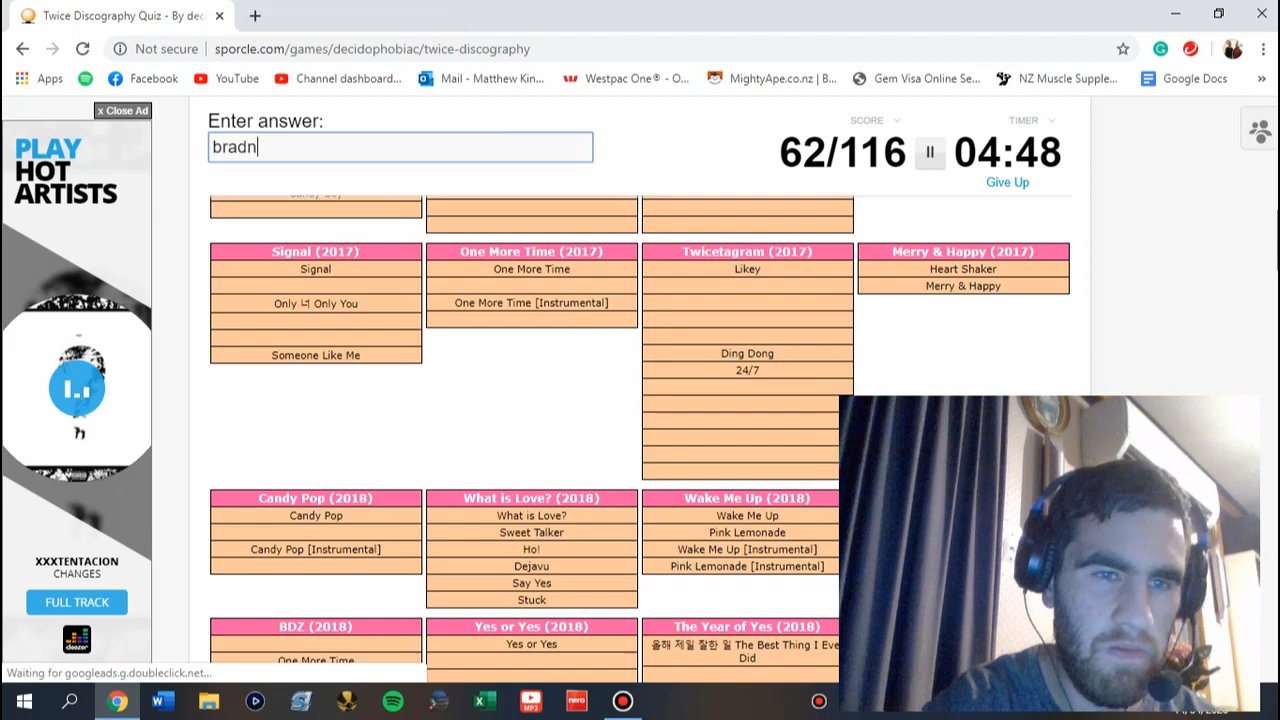 Twice Discography Quiz - By deci
Not secure | sporcle.com/games/decidophobiac/twice-discography
Apps Facebook YouTube Channel dashboard... Mail - Matthew Kin... Westpac One® - O... MightyApe.co.nz | B... Gem Visa Online Se... NZ Muscle Supple... Google Docs »
x Close Ad
PLAY
HOT
ARTISTS
XXXTENTACION
CHANGES
FULL TRACK
deezer
Enter answer:
bradn
SCORE
TIMER
62/116
04:48
Give Up
Signal (2017)
Signal
Only 너 Only You
Someone Like Me
One More Time (2017)
One More Time
One More Time [Instrumental]
Twicetagram (2017)
Likey
Ding Dong
24/7
Merry & Happy (2017)
Heart Shaker
Merry & Happy
Candy Pop (2018)
Candy Pop
Candy Pop [Instrumental]
What is Love? (2018)
What is Love?
Sweet Talker
Ho!
Dejavu
Say Yes
Stuck
Wake Me Up (2018)
Wake Me Up
Pink Lemonade
Wake Me Up [Instrumental]
Pink Lemonade [Instrumental]
BDZ (2018)
One More Time
Yes or Yes (2018)
Yes or Yes
The Year of Yes (2018)
올해 제일 잘한 일 The Best Thing I Eve
Did
Waiting for googleads.g.doubleclick.net...
MP3
nero